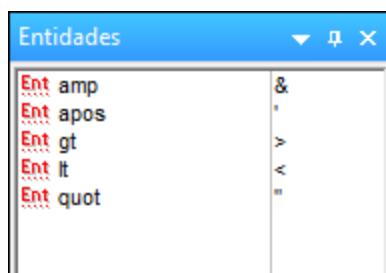 Entidades
Ent amp &
Ent apos '
Ent gt >
Ent lt <
Ent quot "